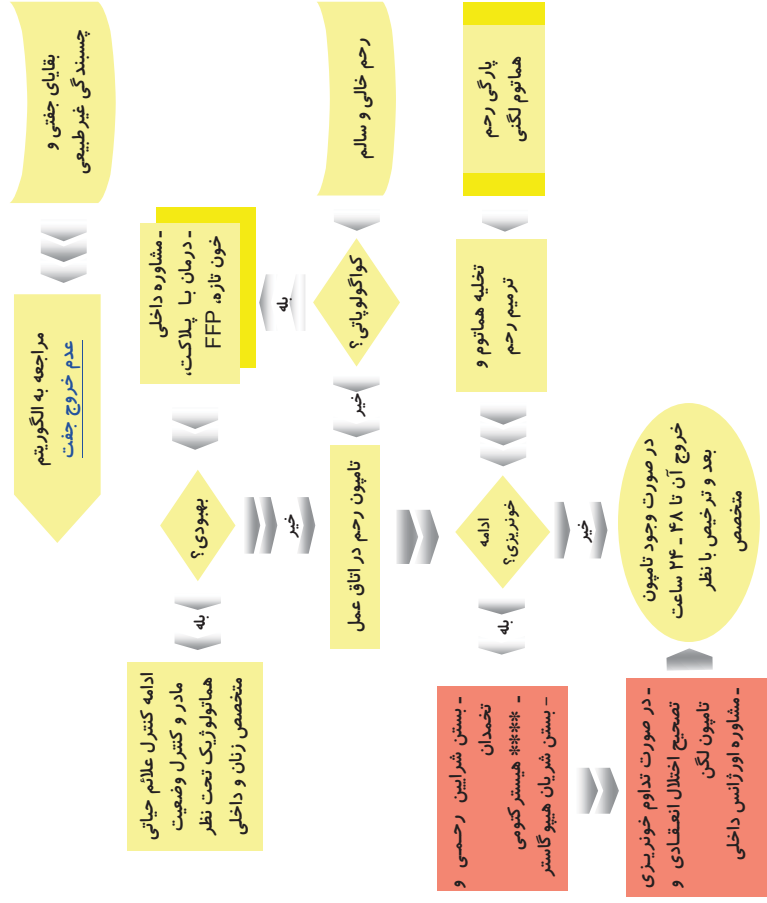 بقایای جفتی و
چسبندگی غیر طبیعی
رحم خالی و سالم
پارگی رحم
هماتوم لگنی
مراجعه به الگوریتم
عدم خروج جفت
کواگولوپاتی؟
بله
خیر
ـ مشاوره داخلی
ـ درمان با پلاکت،
خون تازه، FFP
تخلیه هماتوم و
ترمیم رحم
بهبودی؟
خیر
بله
تامپون رحم در اتاق عمل
ادامه
خونریزی؟
خیر
بله
در صورت وجود تامپون
خروج آن تا ۴۸ ـ ۲۴ ساعت
بعد و ترخیص با نظر
متخصص
ادامه کنترل علائم حیاتی
مادر و کنترل وضعیت
هماتولوژیک تحت نظر
متخصص زنان و داخلی
ـ بستن شرایین رحمی و
تخمدان
ـ **** هیسترکتومی
– بستن شریان هیپوگاستر
ـ در صورت تداوم خونریزی
تصحیح اختلال انعقادی و
تامپون لگن
ـ مشاوره اورژانس داخلی